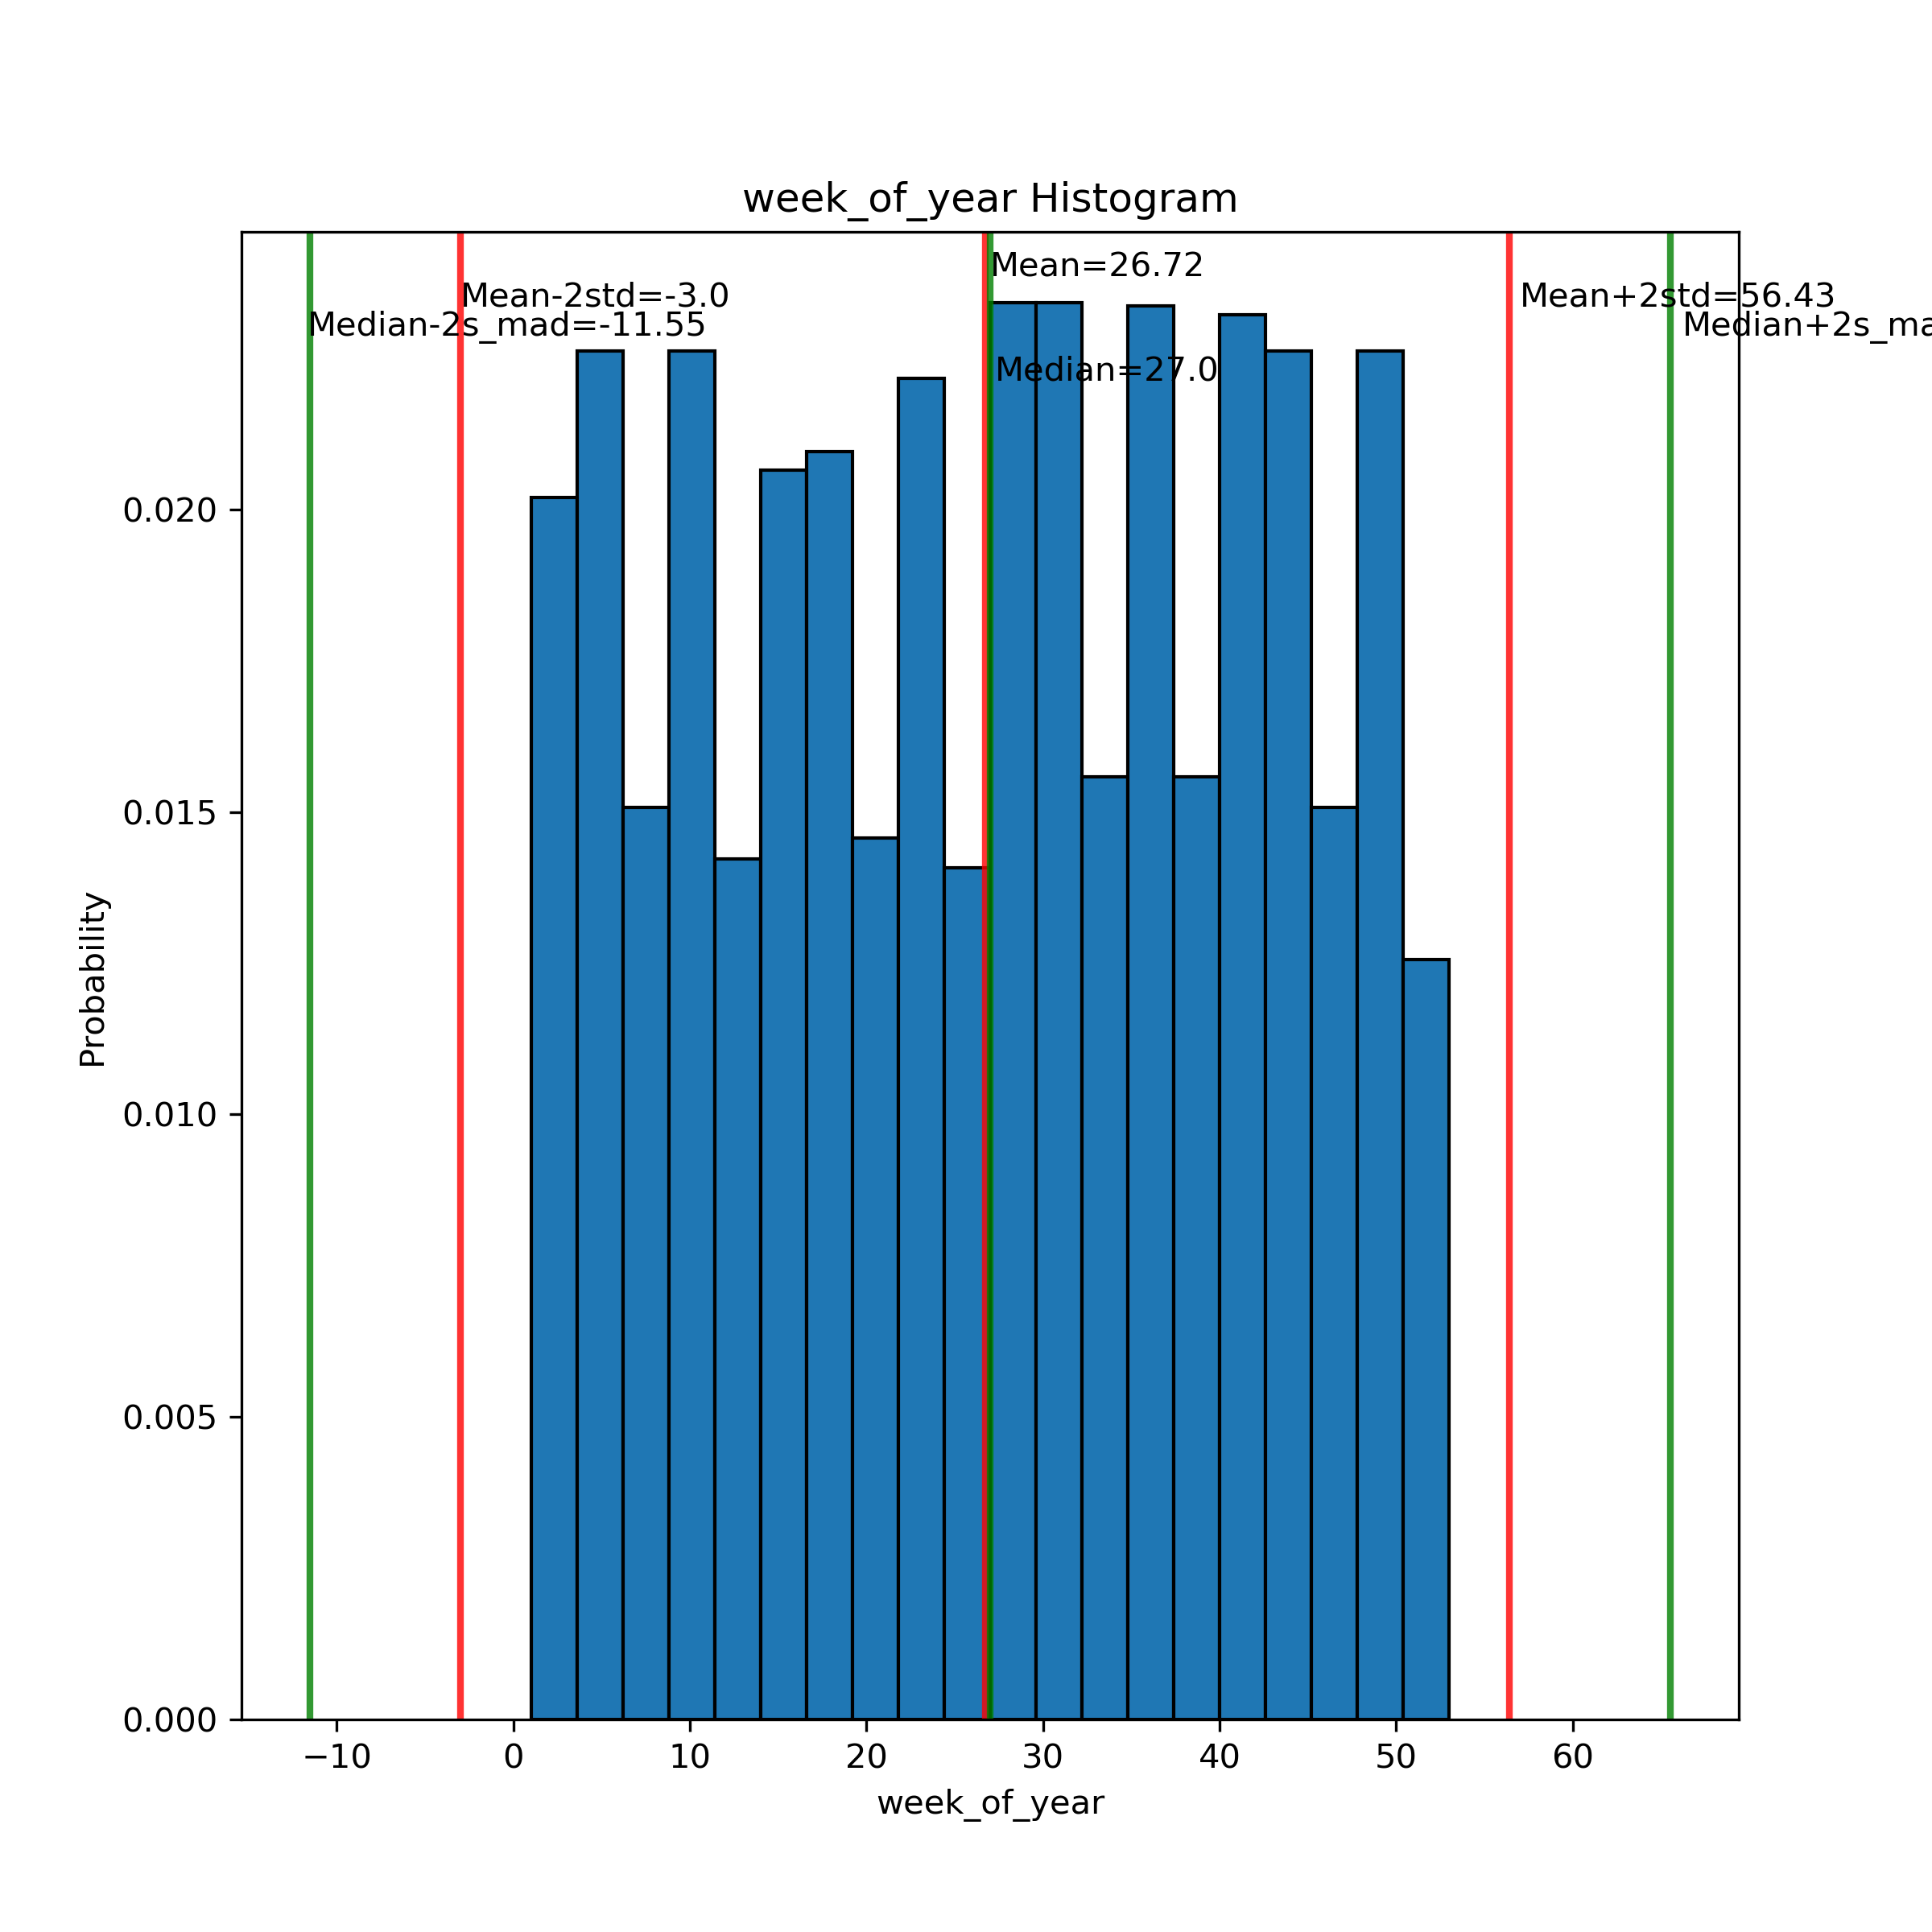 week_of_year Histogram
Mean=26.72
Mean-2std=-3.0
Mean+2std=56.43
Median-2s_mad=-11.55
Median+2s_ma
Median=27.0
0.020
0.015
0.010
0.005
0.000
Probability
−10 0 10 20 30 40 50 60
week_of_year